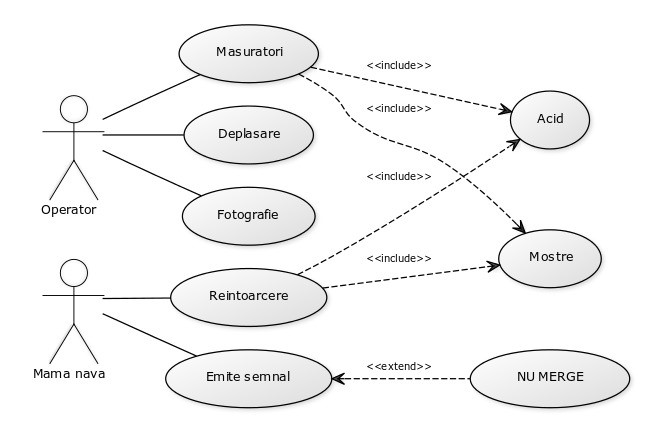 Masuratori
<<include>>
<<include>>
Acid
Deplasare
<<include>>
Operator
Fotografie
<<include>>
Mostre
Reintoarcere
Mama nava
<<extend>>
Emite semnal
NU MERGE